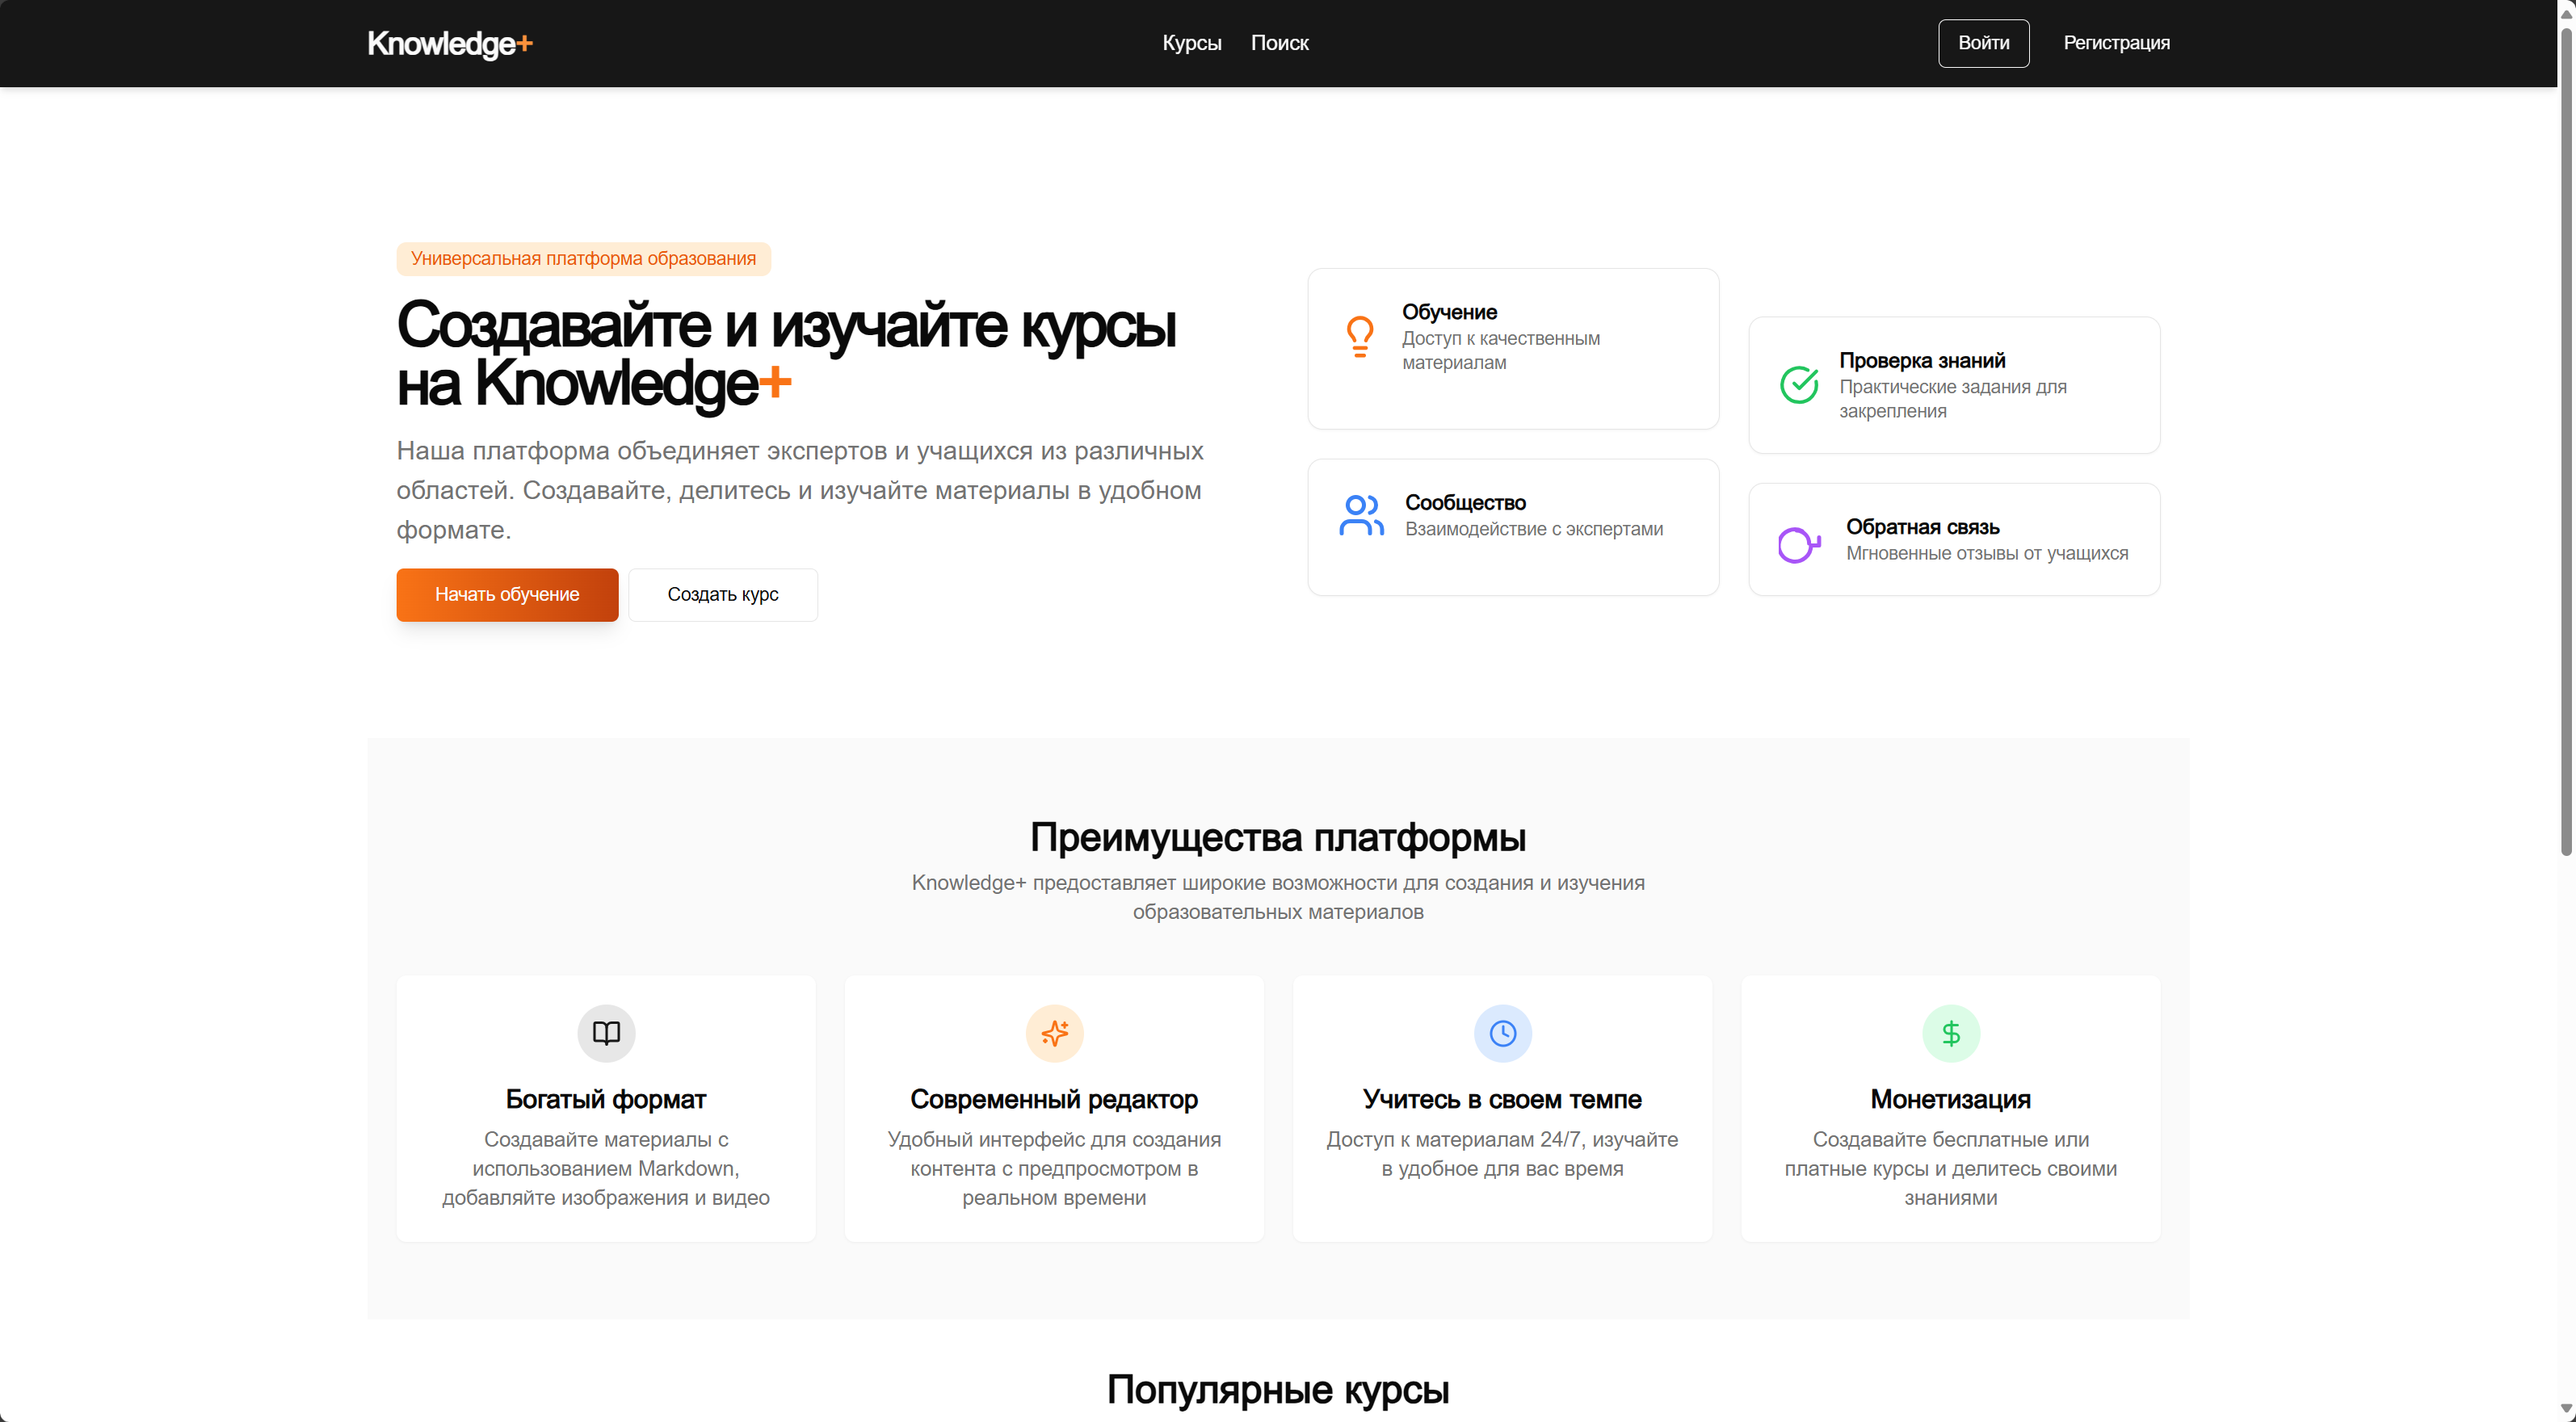 Knowledge+
Курсы
Поиск
Войти
Регистрация
Универсальная платформа образования
Создавайте и изучайте курсы
на Knowledge+
Наша платформа объединяет экспертов и учащихся из различных
областей. Создавайте, делитесь и изучайте материалы в удобном
формате.
Начать обучение
Создать курс
Обучение
Доступ к качественным
материалам
Проверка знаний
Практические задания для
закрепления
Сообщество
Взаимодействие с экспертами
Обратная связь
Мгновенные отзывы от учащихся
Преимущества платформы
Knowledge+ предоставляет широкие возможности для создания и изучения
образовательных материалов
Богатый формат
Создавайте материалы с
использованием Markdown,
добавляйте изображения и видео
Современный редактор
Удобный интерфейс для создания
контента с предпросмотром в
реальном времени
Учитесь в своем темпе
Доступ к материалам 24/7, изучайте
в удобное для вас время
Монетизация
Создавайте бесплатные или
платные курсы и делитесь своими
знаниями
Популярные курсы